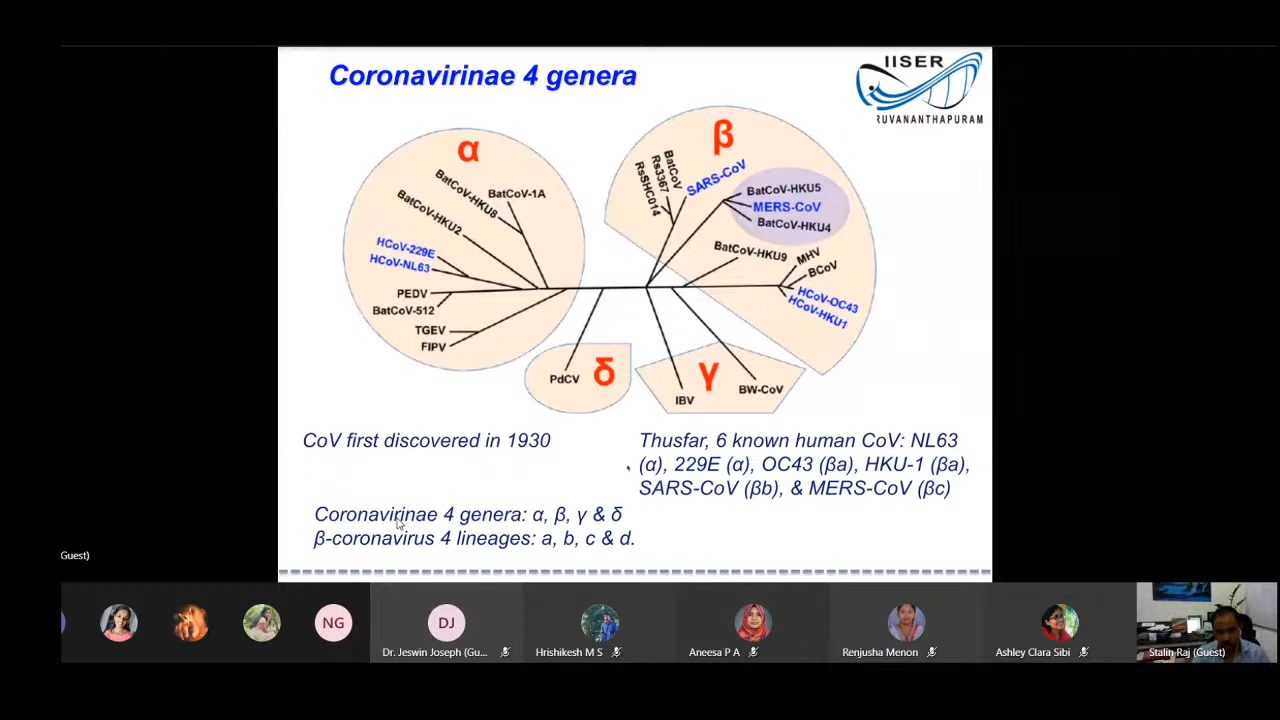 Coronavirinae 4 genera
IISER
RUVANANTHAPURAM
α
BatCoV-1A
BatCoV-HKU8
BatCoV-HKU2
HCoV-229E
HCoV-NL63
PEDV
BatCoV-512
TGEV
FIPV
β
BatCoV
Rs3367
RsSHC014
SARS-CoV
BatCoV-HKU5
MERS-CoV
BatCoV-HKU4
BatCoV-HKU9
MHV
BCoV
HCoV-OC43
HCoV-HKU1
PdCV
δ
γ
IBV
BW-CoV
CoV first discovered in 1930
Thusfar, 6 known human CoV: NL63
(α), 229E (α), OC43 (βa), HKU-1 (βa),
SARS-CoV (βb), & MERS-CoV (βc)
Coronavirinae 4 genera: α, β, γ & δ
β-coronavirus 4 lineages: a, b, c & d.
Guest)
NG
DJ
Dr. Jeswin Joseph (Gu...
Hrishikesh M S
Aneesa P A
Renjusha Menon
Ashley Clara Sibi
Stalin Raj (Guest)